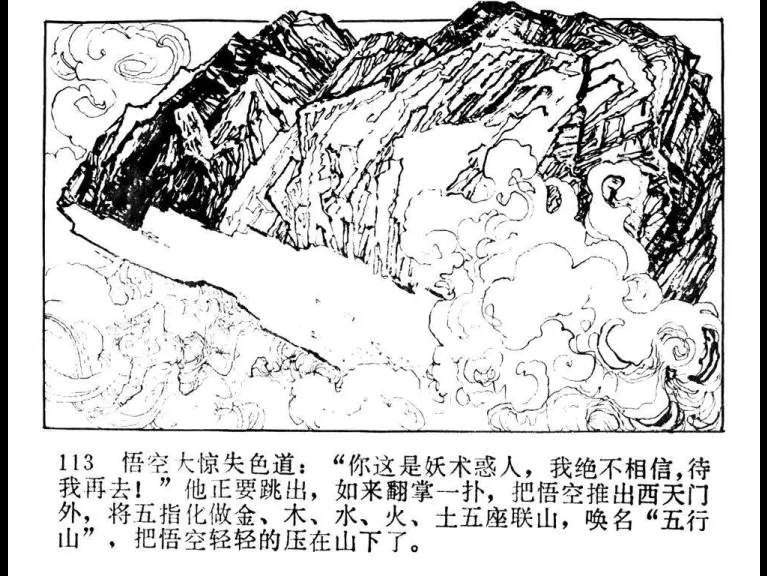 113 悟空大惊失色道：“你这是妖术惑人，我绝不相信，待
我再去！”他正要跳出，如来翻掌一扑，把悟空推出西天门
外，将五指化做金、木、水、火、土五座联山，唤名“五行
山”，把悟空轻轻的压在山下了。